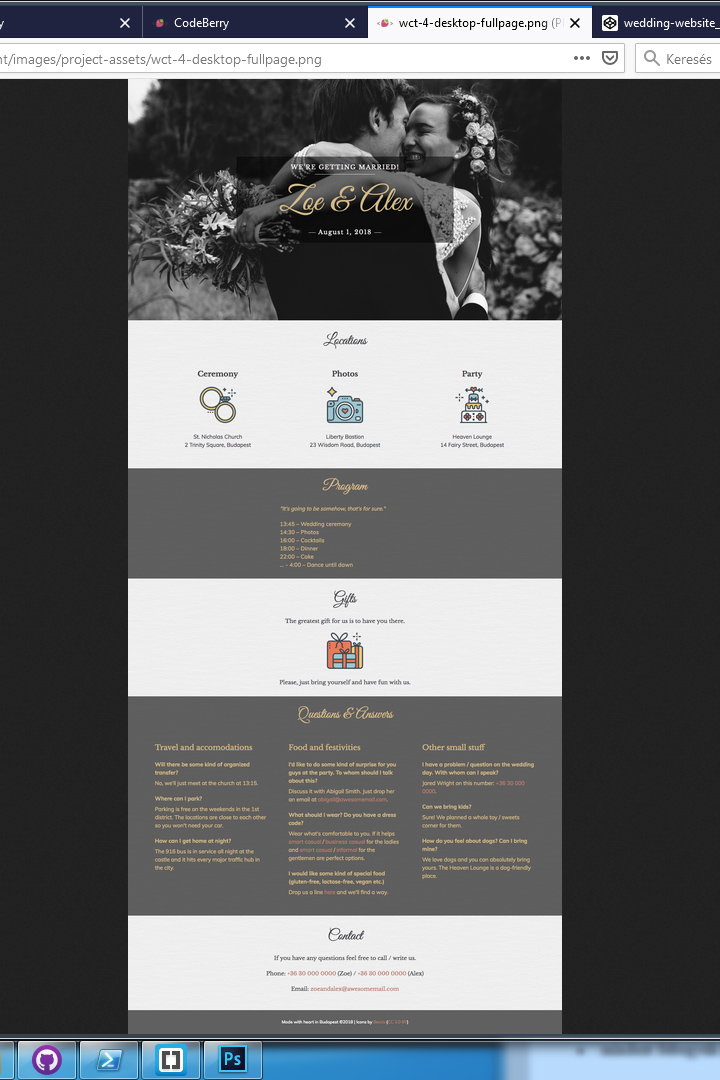 y
CodeBerry
wct-4-desktop-fullpage.png (P
wedding-website_
nt/images/project-assets/wct-4-desktop-fullpage.png
Keresés
WE'RE GETTING MARRIED!
Zoe & Alex
— August 1, 2018 —
Locations
Ceremony
Photos
Party
St. Nicholas Church
2 Trinity Square, Budapest
Liberty Bastion
23 Wisdom Road, Budapest
Heaven Lounge
14 Fairy Street, Budapest
Program
"It's going to be somehow, that's for sure."
13:45 – Wedding ceremony
14:30 – Photos
16:00 – Cocktails
18:00 – Dinner
22:00 – Cake
... - 4:00 – Dance until dawn
Gifts
The greatest gift for us is to have you there.
Please, just bring yourself and have fun with us.
Questions & Answers
Travel and accomodations
Will there be some kind of organized
transfer?
No, we'll just meet at the church at 13:15.
Where can I park?
Parking is free on the weekends in the 1st
district. The locations are close to each other
so you won't need your car.
How can I get home at night?
The 916 bus is in service all night at the
castle and it hits every major traffic hub in
the city.
Food and festivities
I'd like to do some kind of surprise for you
guys at the party. To whom should I talk
about this?
Discuss it with Abigail Smith, just drop her
an email at abigail@awesomemail.com.
What should I wear? Do you have a dress
code?
Wear what's comfortable to you. If it helps
smart casual / business casual for the ladies
and smart casual / informal for the
gentlemen are perfect options.
I would like some kind of special food
(gluten-free, lactose-free, vegan etc.)
Drop us a line here and we'll find a way.
Other small stuff
I have a problem / question on the wedding
day. With whom can I speak?
Jared Wright on this number: +36 30 000
0000.
Can we bring kids?
Sure! We planned a whole toy / sweets
corner for them.
How do you feel about dogs? Can I bring
mine?
We love dogs and you can absolutely bring
yours. The Heaven Lounge is a dog-friendly
place.
Contact
If you have any questions feel free to call / write us.
Phone: +36 30 000 0000 (Zoe) / +36 30 000 0000 (Alex)
Email: zoeandalex@awesomemail.com
Made with heart in Budapest ©2018 | Icons by
Ps